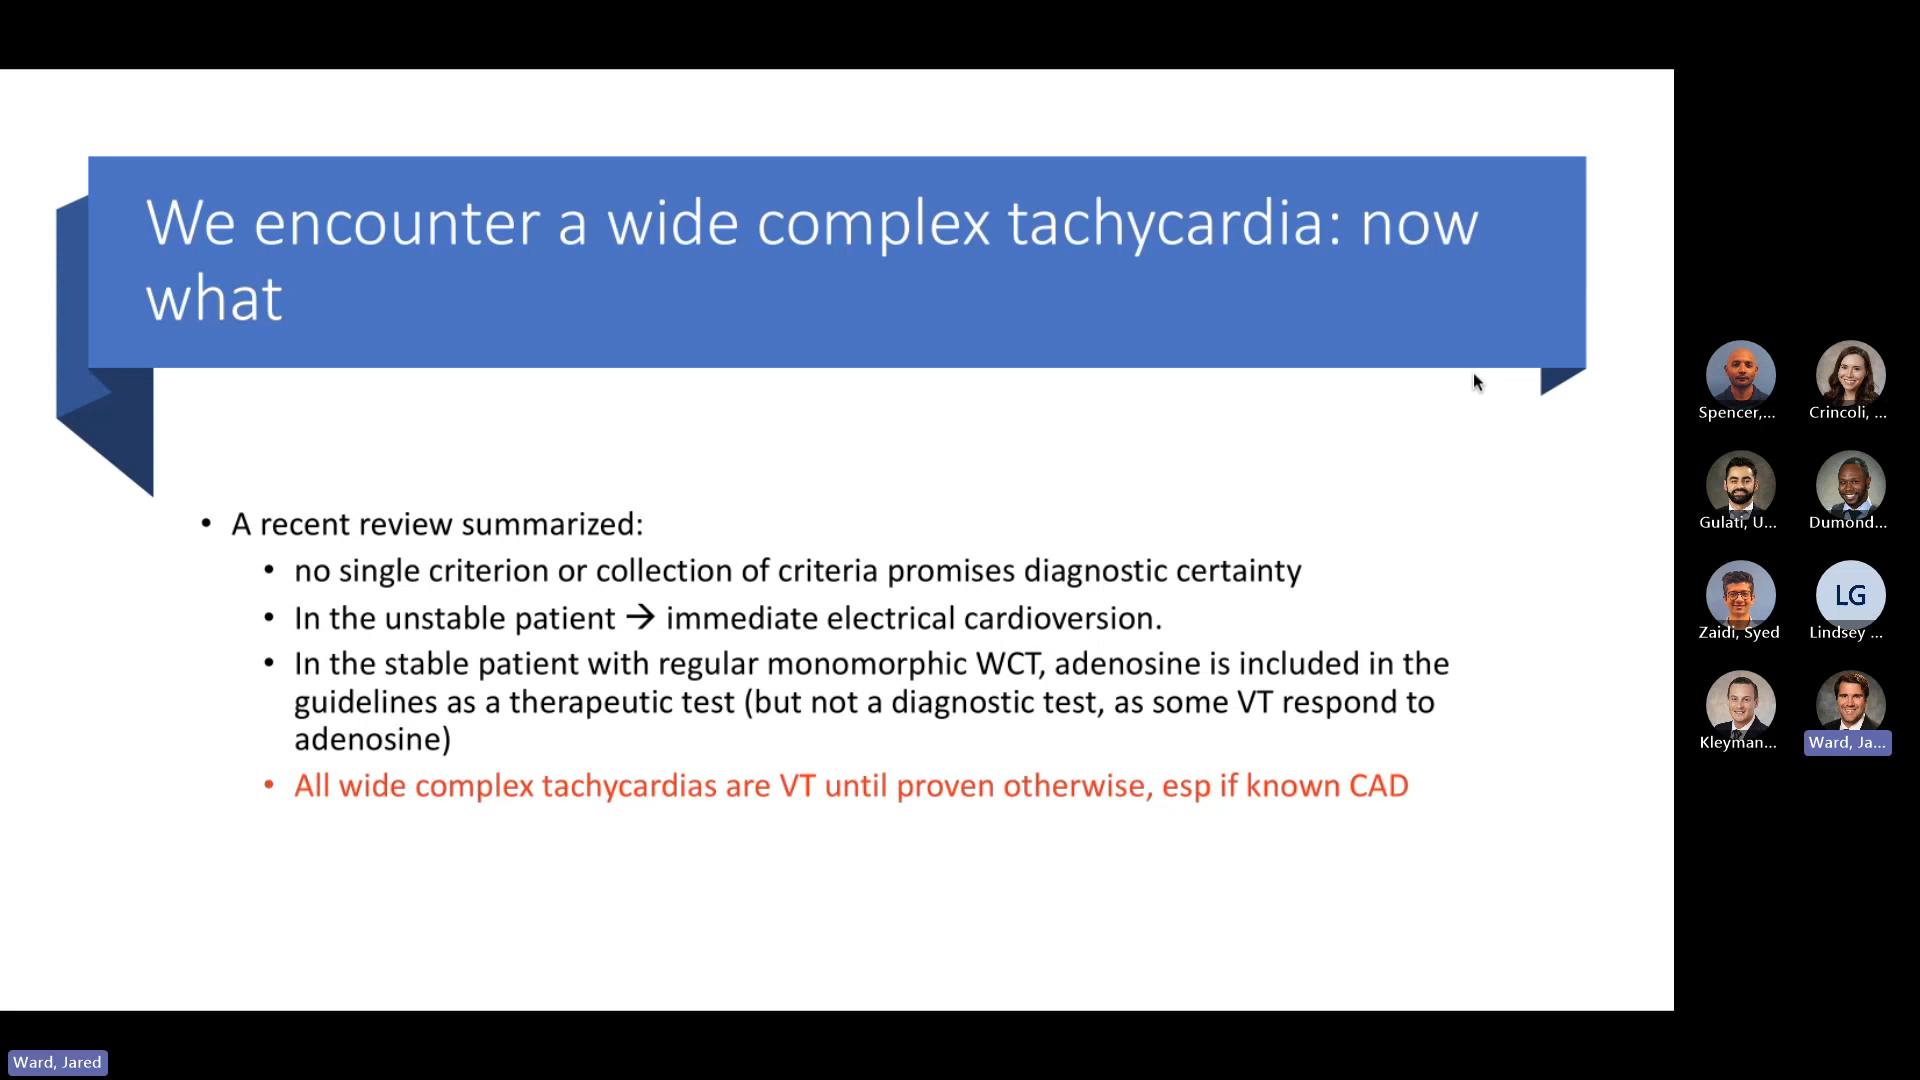 We encounter a wide complex tachycardia: now
what
• A recent review summarized:
• no single criterion or collection of criteria promises diagnostic certainty
• In the unstable patient → immediate electrical cardioversion.
• In the stable patient with regular monomorphic WCT, adenosine is included in the
guidelines as a therapeutic test (but not a diagnostic test, as some VT respond to
adenosine)
• All wide complex tachycardias are VT until proven otherwise, esp if known CAD
Spencer,...
Crincoli, ...
Gulati, U...
Dumond...
Zaidi, Syed
LG
Lindsey ...
Kleyman...
Ward, Ja...
Ward, Jared